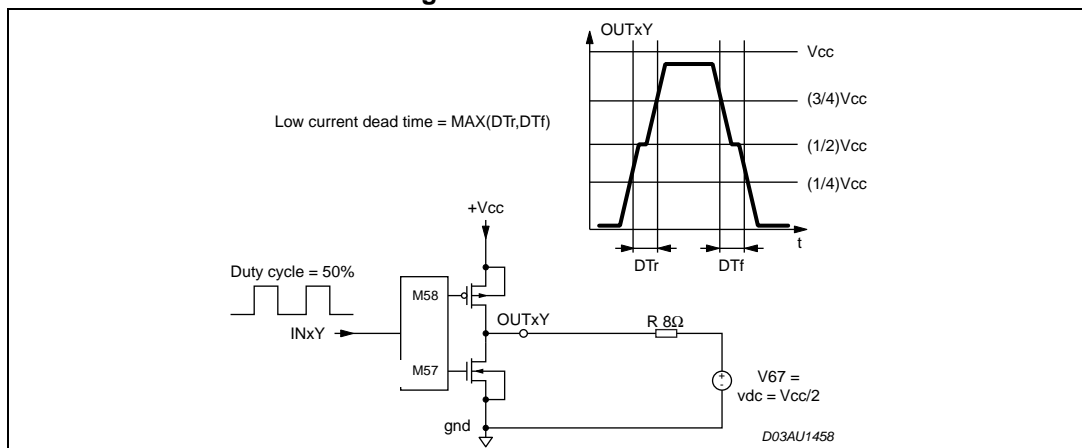 OUTxY
Vcc
(3/4)Vcc
Low current dead time = MAX(DTr,DTf)
(1/2)Vcc
(1/4)Vcc
+Vcc
t
DTr
DTf
Duty cycle = 50%
M58
OUTxY
R 8Ω
INxY
M57
+
-
V67 =
vdc = Vcc/2
gnd
D03AU1458